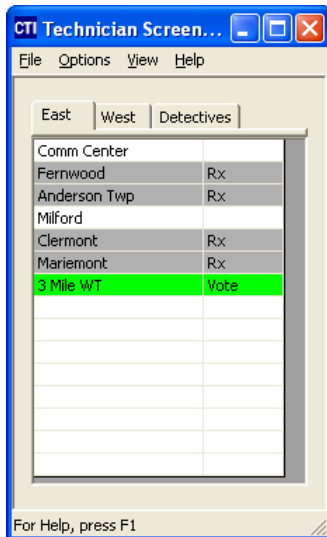 CTI Technician Screen...
File Options View Help
East West Detectives
Comm Center
Fernwood Rx
Anderson Twp Rx
Milford
Clermont Rx
Mariemont Rx
3 Mile WT Vote
For Help, press F1